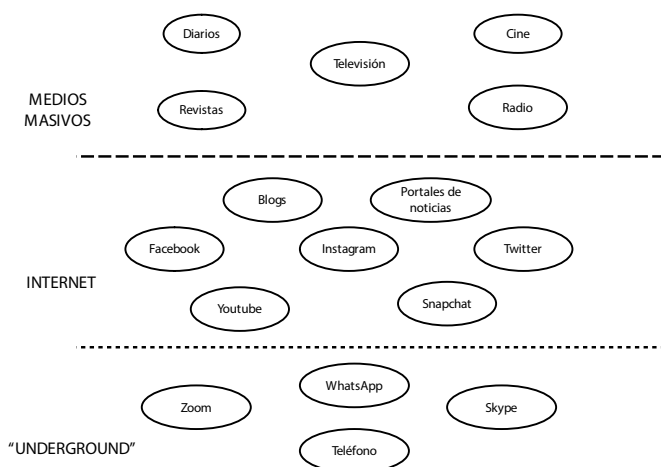 Diarios
Cine
Televisión
MEDIOS
MASIVOS
Revistas
Radio
Blogs
Portales de
noticias
Facebook
Instagram
Twitter
INTERNET
Youtube
Snapchat
WhatsApp
Zoom
Skype
"UNDERGROUND"
Teléfono